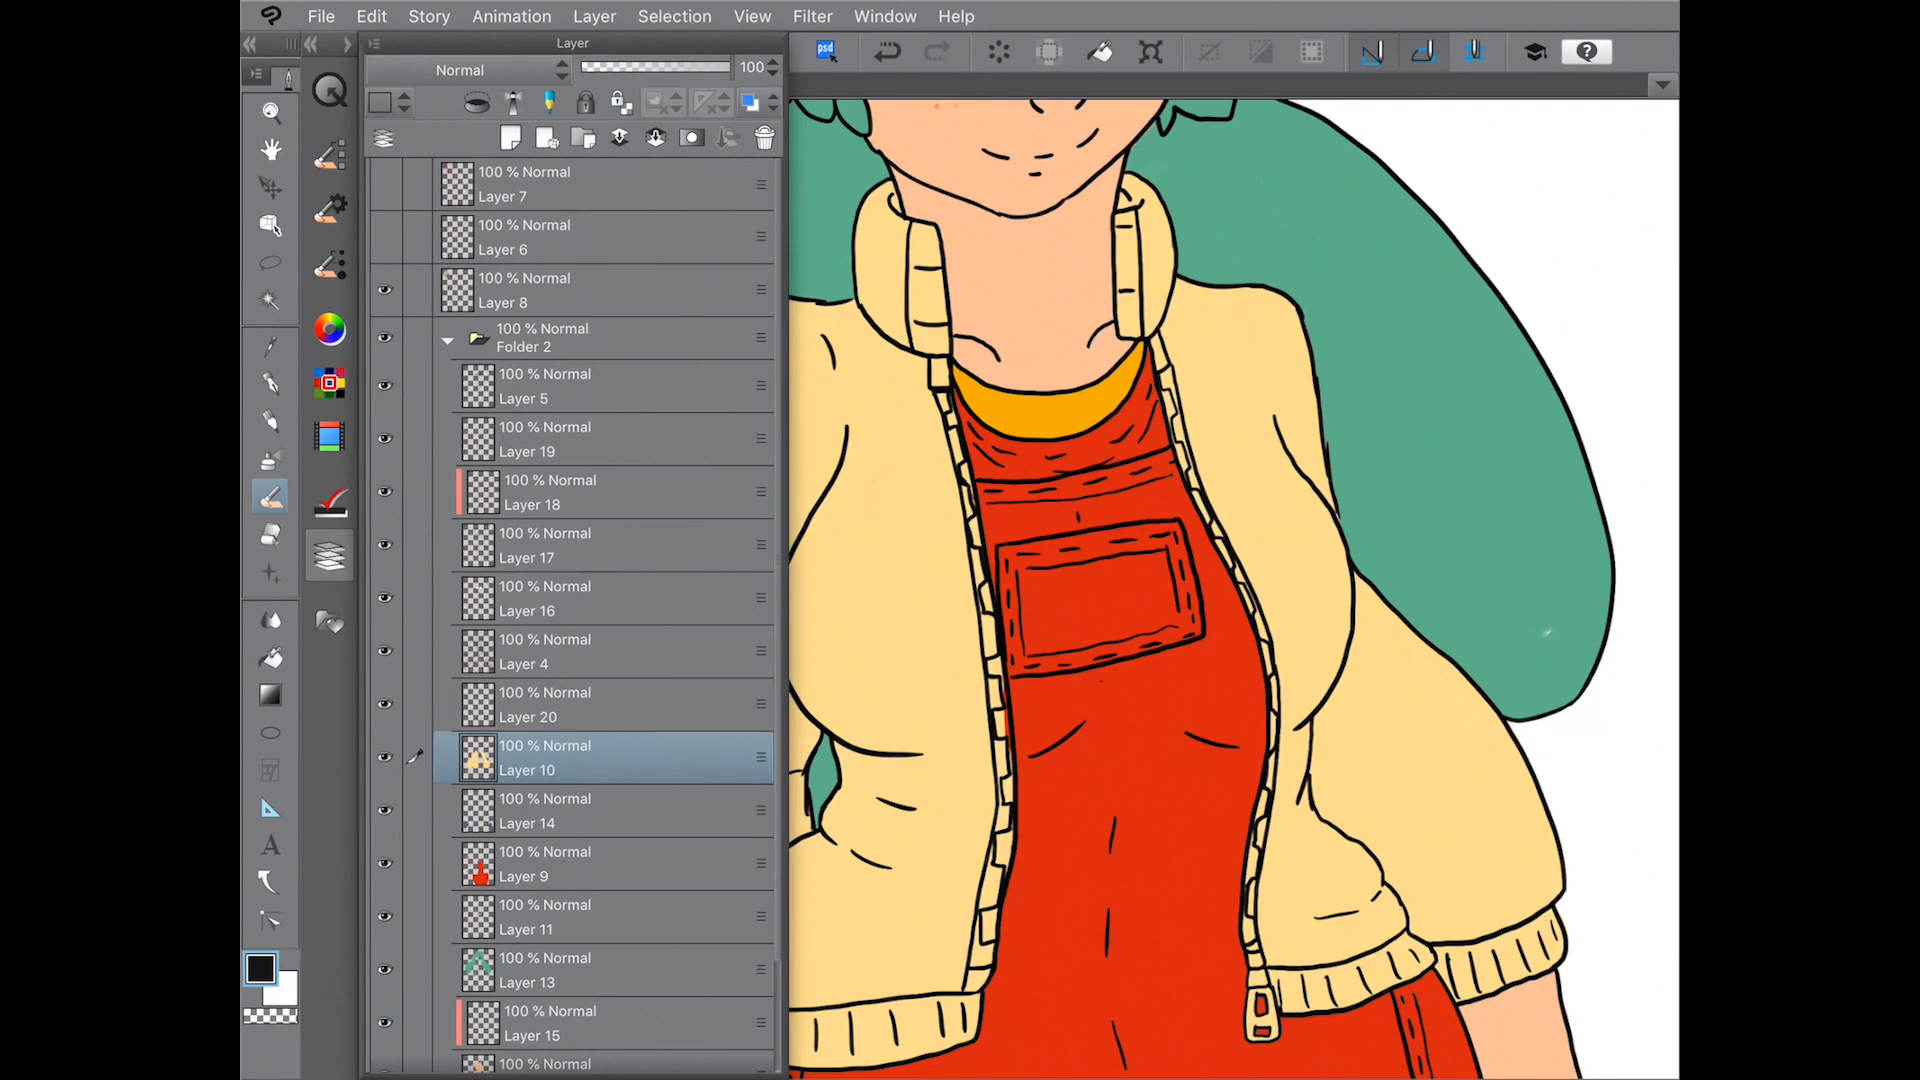 File Edit Story Animation Layer Selection View Filter Window Help
Layer
psd
?
Normal 100
100 % Normal
Layer 7
100 % Normal
Layer 6
100 % Normal
Layer 8
100 % Normal
Folder 2
100 % Normal
Layer 5
100 % Normal
Layer 19
100 % Normal
Layer 18
100 % Normal
Layer 17
100 % Normal
Layer 16
100 % Normal
Layer 4
100 % Normal
Layer 20
100 % Normal
Layer 10
100 % Normal
Layer 14
100 % Normal
Layer 9
100 % Normal
Layer 11
100 % Normal
Layer 13
100 % Normal
Layer 15
100 % Normal
A